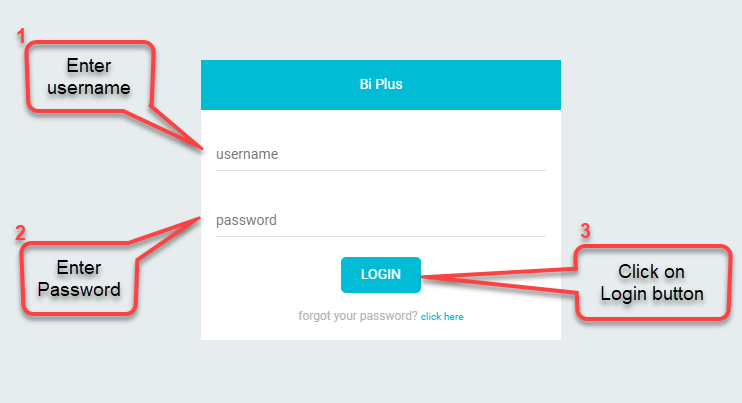 1
Enter
username
Bi Plus
username
2
Enter
Password
password
3
Click on
Login button
LOGIN
forgot your password? click here